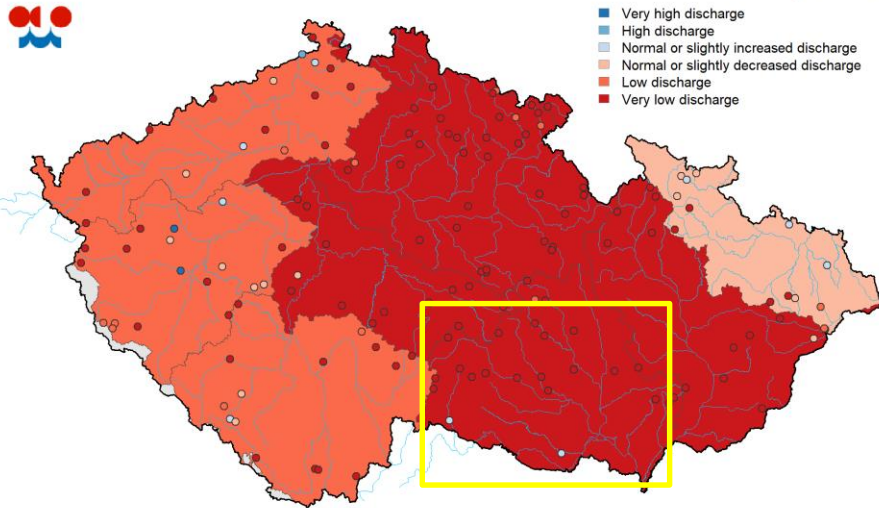 Very high discharge
High discharge
Normal or slightly increased discharge
Normal or slightly decreased discharge
Low discharge
Very low discharge